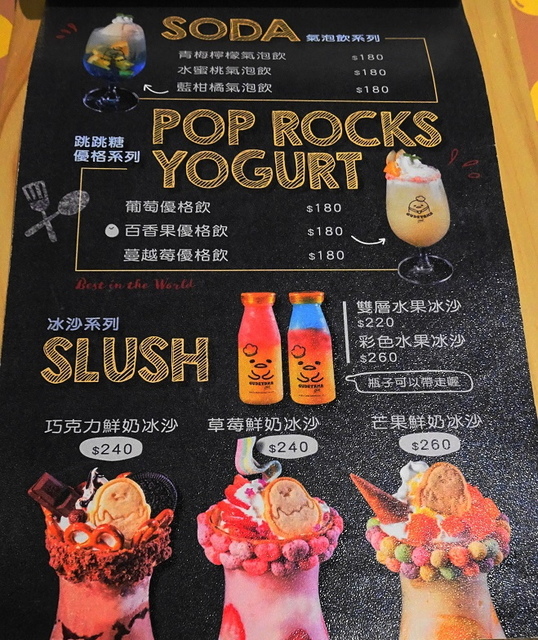 SODA 氣泡飲系列
青梅檸檬氣泡飲 $180
水蜜桃氣泡飲 $180
藍柑橘氣泡飲 $180
跳跳糖
優格系列
POP ROCKS
YOGURT
葡萄優格飲 $180
百香果優格飲 $180
蔓越莓優格飲 $180
GUDETAMA
Best in the World
冰沙系列
SLUSH
GUDETAMA
GUDETAMA
雙層水果冰沙
$220
彩色水果冰沙
$260
瓶子可以帶走喔
巧克力鮮奶冰沙
$240
草莓鮮奶冰沙
$240
芒果鮮奶冰沙
$260